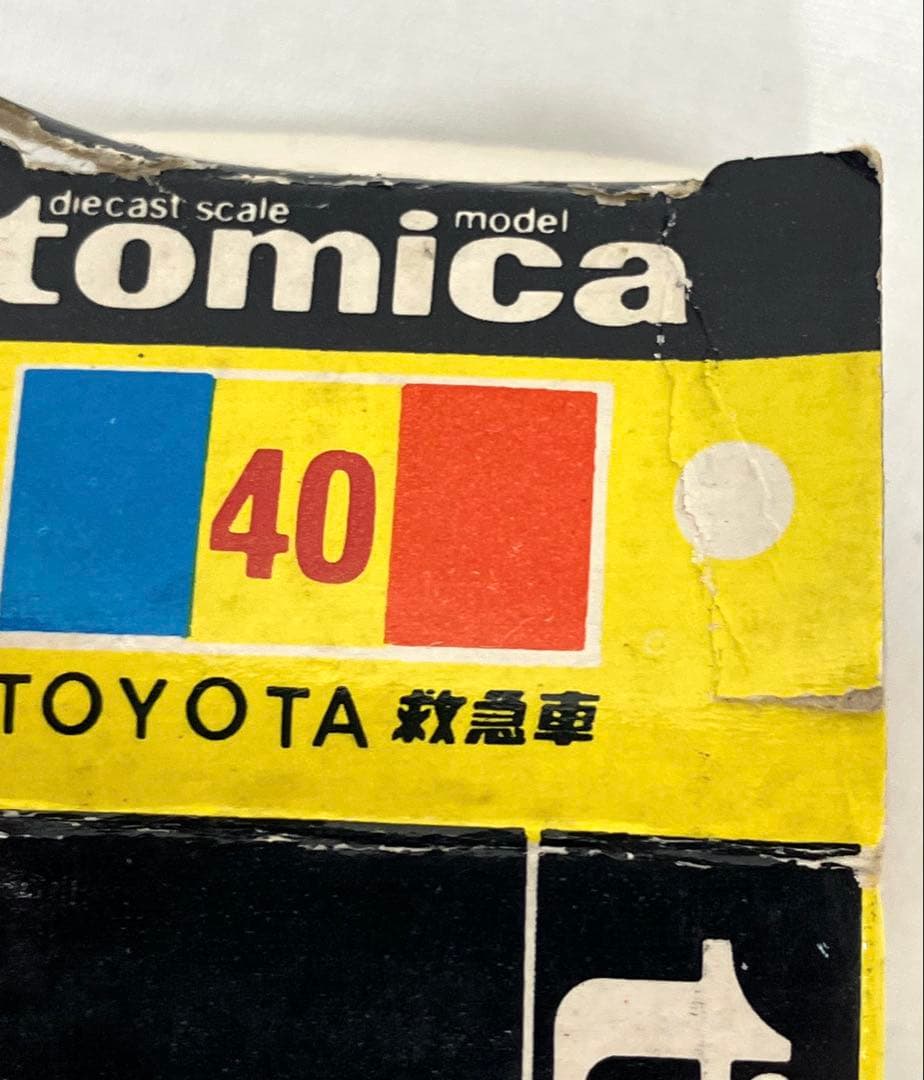 diecast scale model
tomica
40
TOYOTA 救急車
t